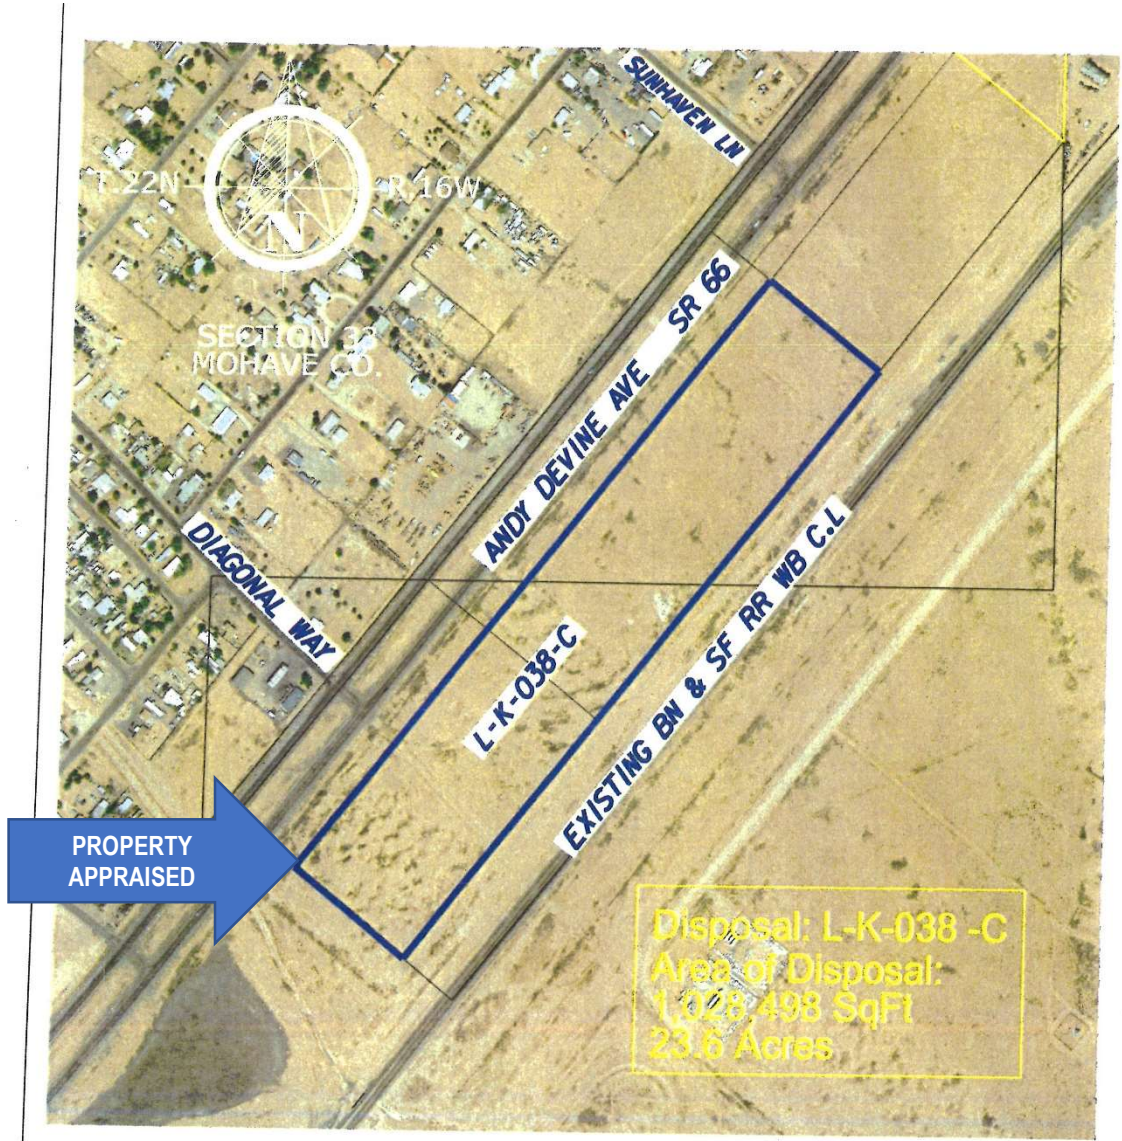 SUNHAVEN LN
T.22N
R.16W
N
SECTION 33
MOHAVE CO.
ANDY DEVINE AVE SR 66
DIAGONAL WAY
L-K-038-C
EXISTING BN & SF RR WB C.L
PROPERTY
APPRAISED
Disposal: L-K-038 -C
Area of Disposal:
1,028,498 SqFt
23.6 Acres